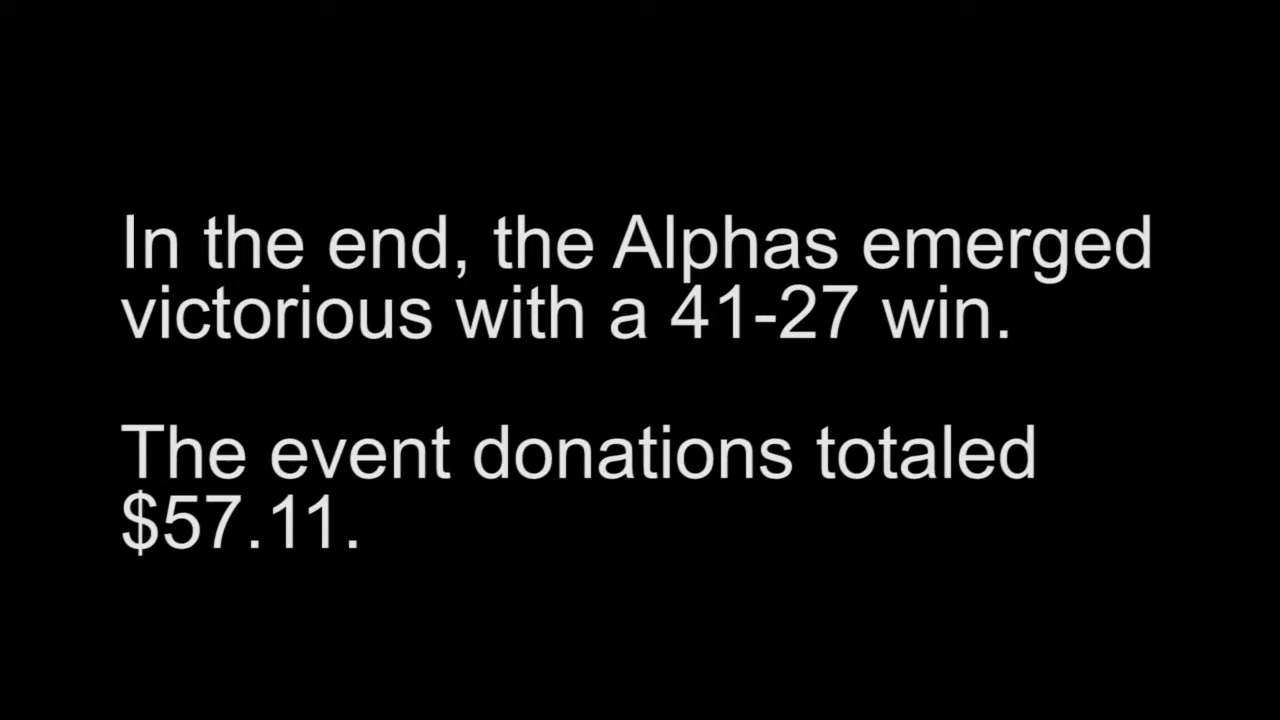 In the end, the Alphas emerged
victorious with a 41-27 win.
The event donations totaled
$57.11.